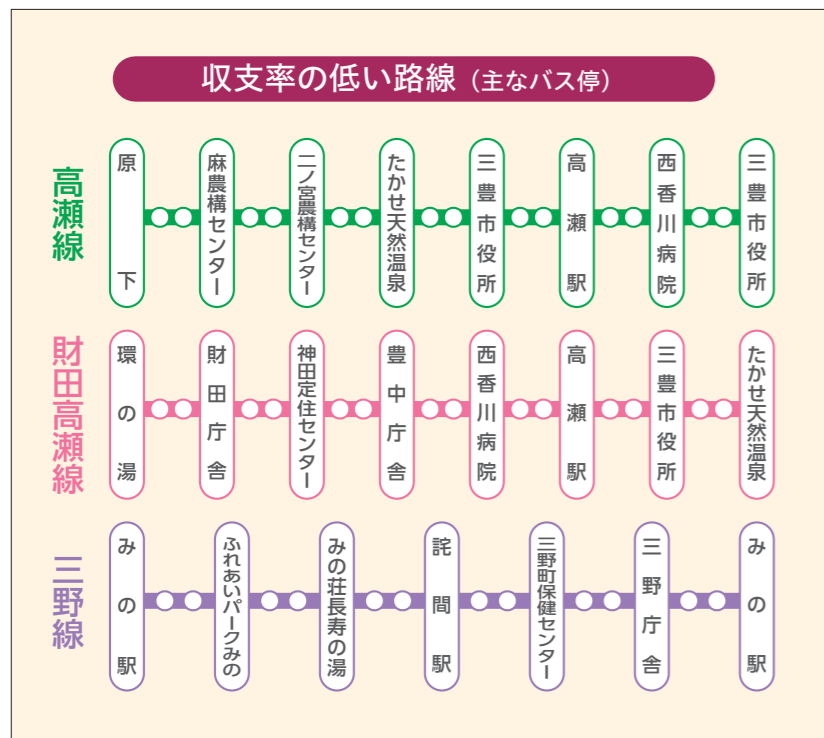 収支率の低い路線（主なバス停）
高瀬線
原下
麻農構センター
二ノ宮農構センター
たかせ天然温泉
三豊市役所
高瀬駅
西香川病院
三豊市役所
財田高瀬線
環の湯
財田庁舎
神田定住センター
豊中庁舎
西香川病院
高瀬駅
三豊市役所
たかせ天然温泉
三野線
みの駅
ふれあいパークみの
みの荘長寿の湯
詫間駅
三野町保健センター
三野庁舎
みの駅